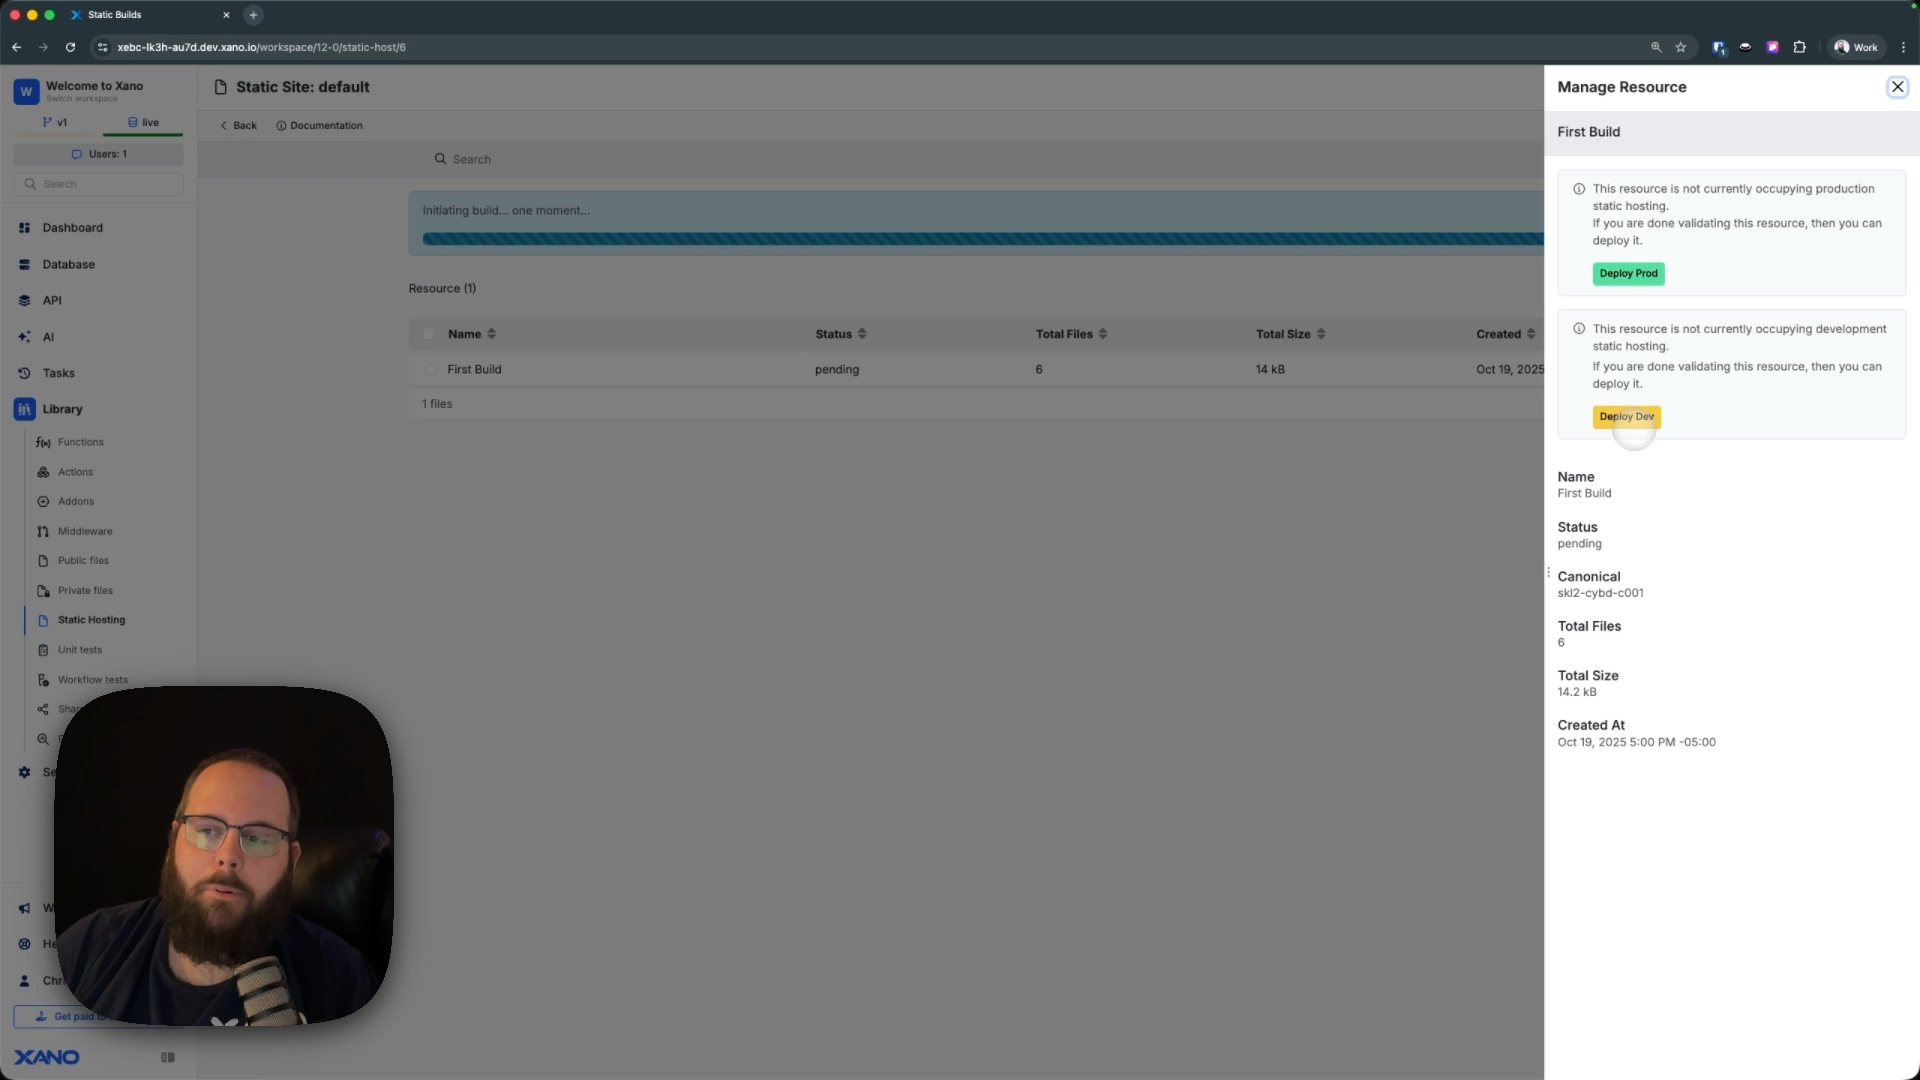 Static Builds
xebc-lk3h-au7d.dev.xano.io/workspace/12-0/static-host/6
Work
W
Welcome to Xano
Switch workspace
v1
live
Users: 1
Search
Dashboard
Database
API
AI
Tasks
Library
Functions
Actions
Addons
Middleware
Public files
Private files
Static Hosting
Unit tests
Workflow tests
Get paid
XANO
Static Site: default
Back
Documentation
Search
Initiating build... one moment...
Resource (1)
Name
Status
Total Files
Total Size
Created
First Build
pending
6
14 kB
Oct 19, 2025
1 files
Manage Resource
First Build
This resource is not currently occupying production
static hosting.
If you are done validating this resource, then you can
deploy it.
Deploy Prod
This resource is not currently occupying development
static hosting.
If you are done validating this resource, then you can
deploy it.
Deploy Dev
Name
First Build
Status
pending
Canonical
skl2-cybd-c001
Total Files
6
Total Size
14.2 kB
Created At
Oct 19, 2025 5:00 PM -05:00